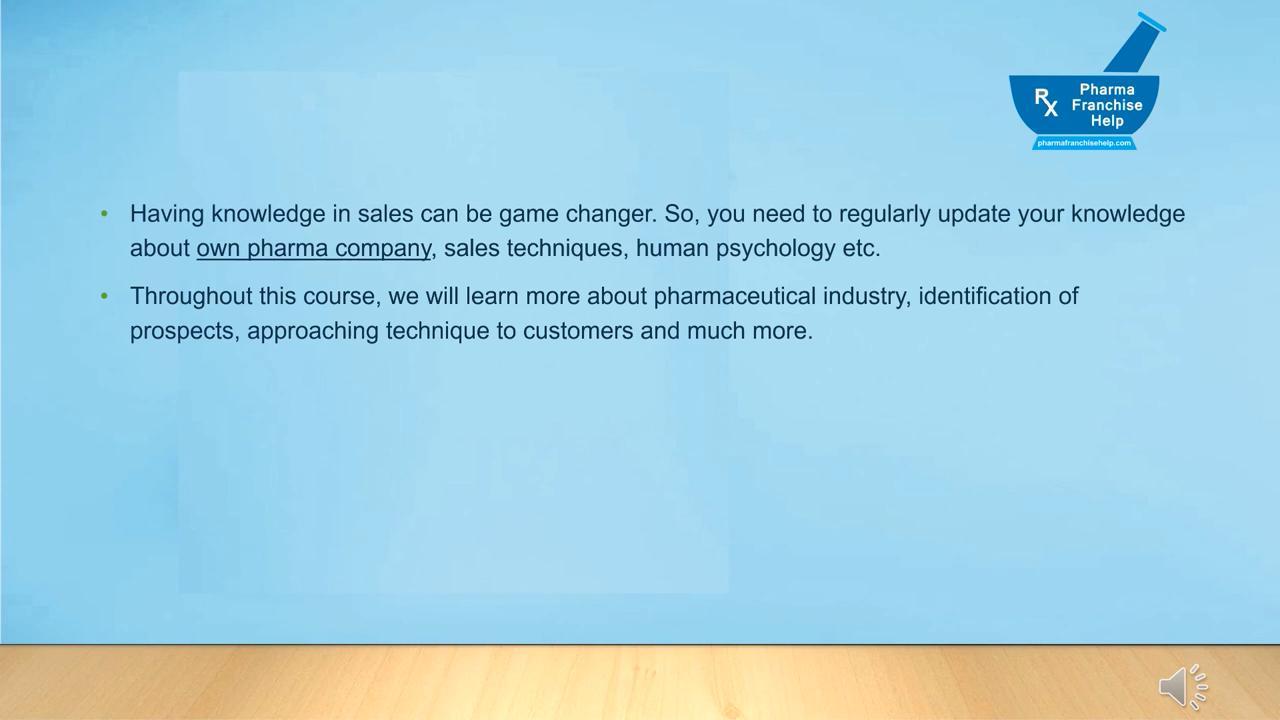 Rx
Pharma
Franchise
Help
pharmafranchisehelp.com
• Having knowledge in sales can be game changer. So, you need to regularly update your knowledge
about own pharma company, sales techniques, human psychology etc.
• Throughout this course, we will learn more about pharmaceutical industry, identification of
prospects, approaching technique to customers and much more.